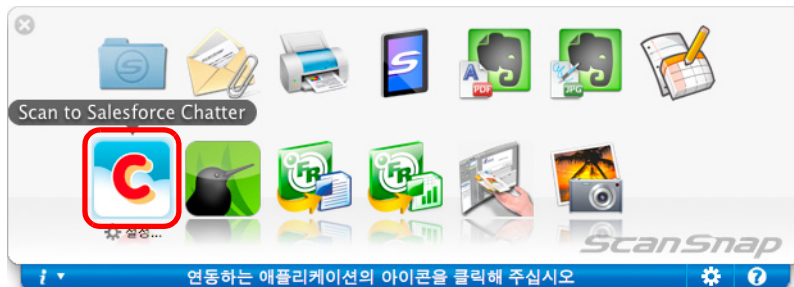 Scan to Salesforce Chatter
설정...
ScanSnap
연동하는 애플리케이션의 아이콘을 클릭해 주십시오